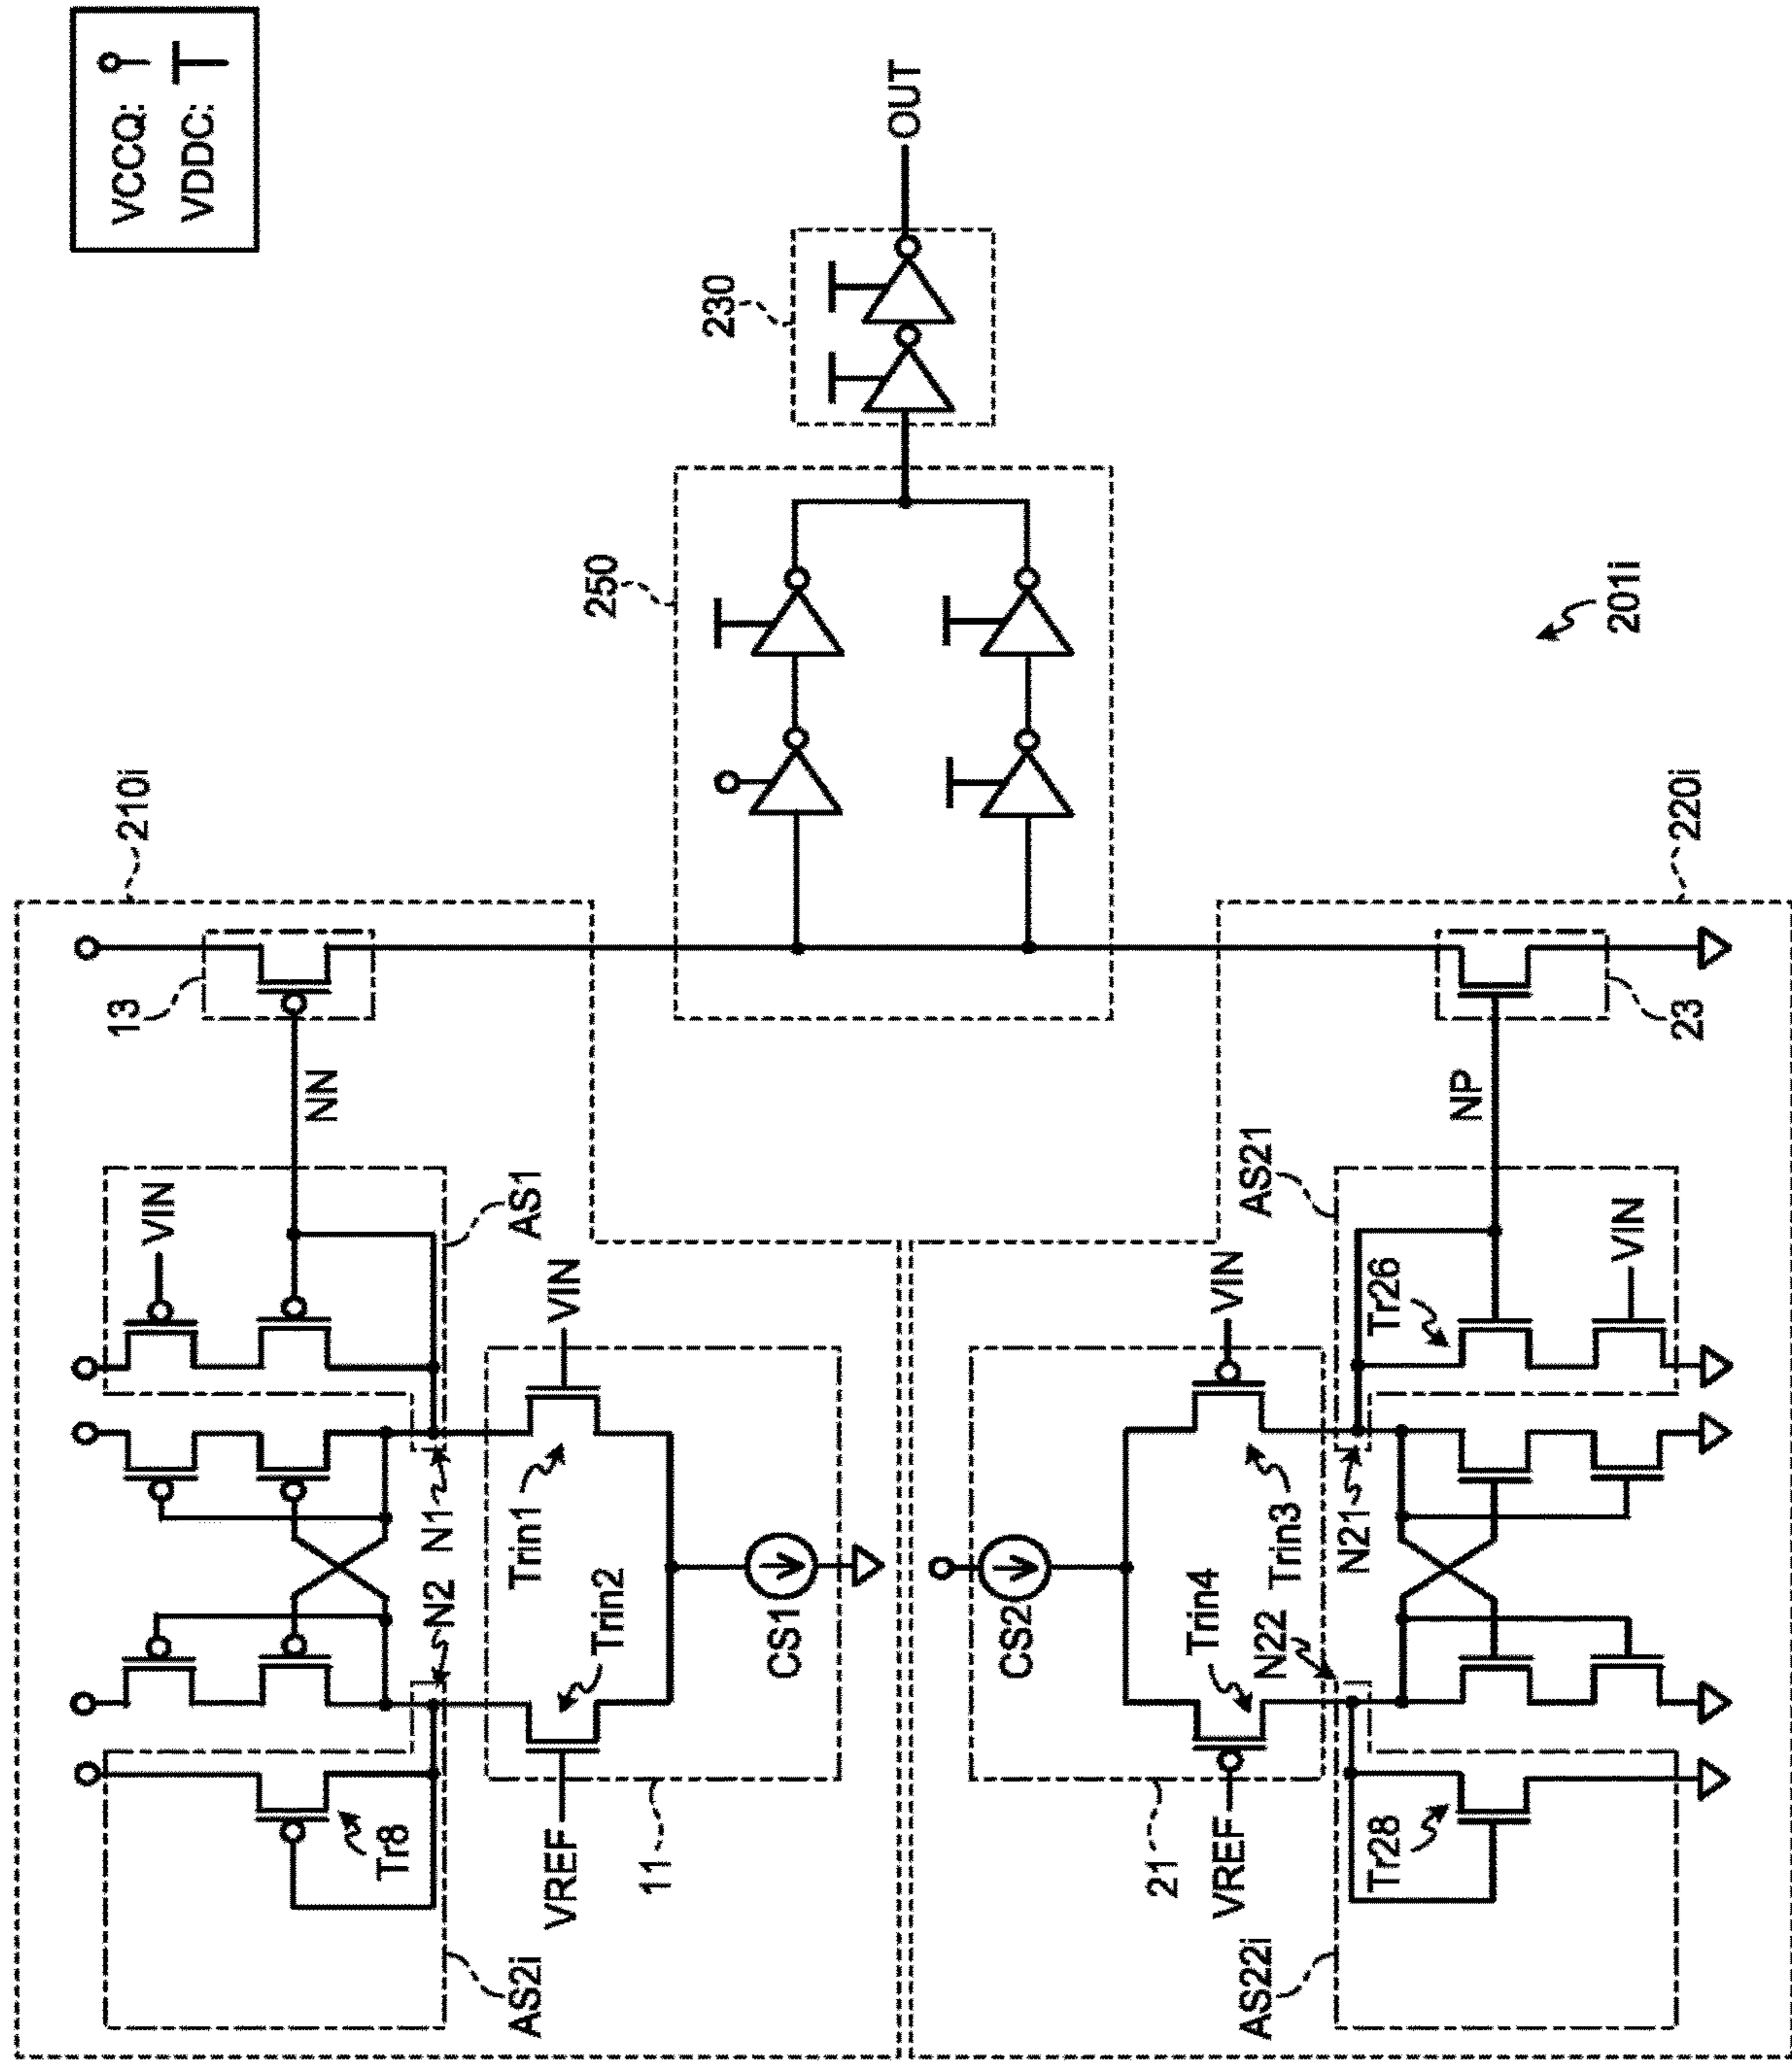 VCCQ:
VDDC:
210i
13
NN
VIN
AS1
N1
N2
Tr8
AS2i
VIN
Trin1
Trin2
VREF
CS1
11
250
230
OUT
201i
CS2
VIN
Trin4
Trin3
VREF
21
N22
N21
AS21
NP
Tr26
VIN
Tr28
AS22i
23
220i